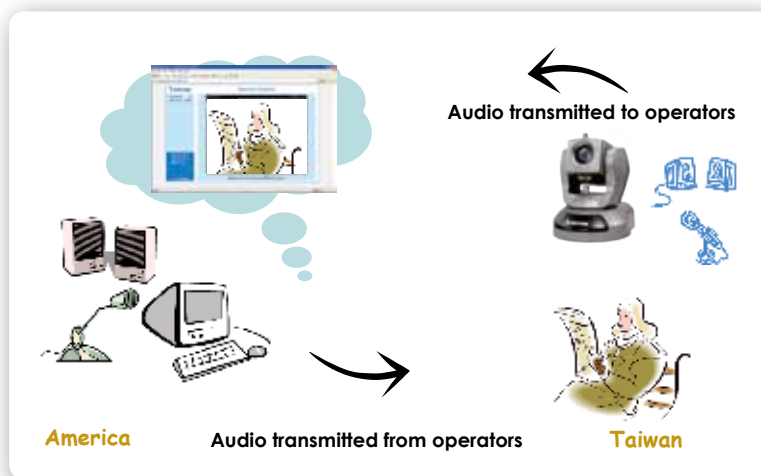 Audio transmitted to operators
America
Audio transmitted from operators
Taiwan